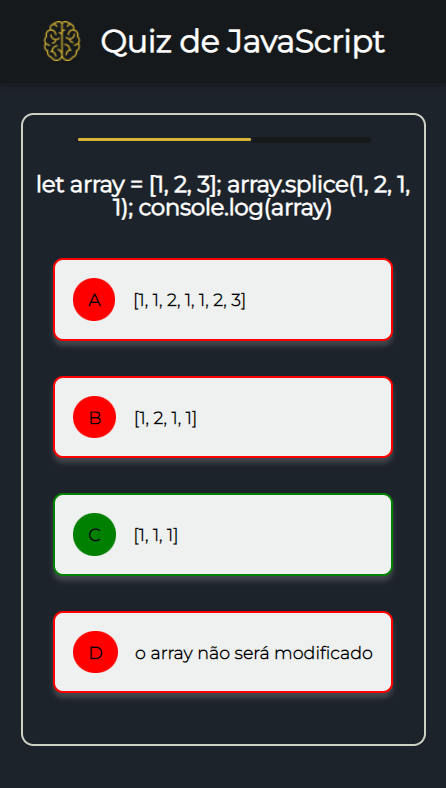 Quiz de JavaScript
let array = [1, 2, 3]; array.splice(1, 2, 1,
1); console.log(array)
A [1, 1, 2, 1, 1, 2, 3]
B [1, 2, 1, 1]
C [1, 1, 1]
D o array não será modificado